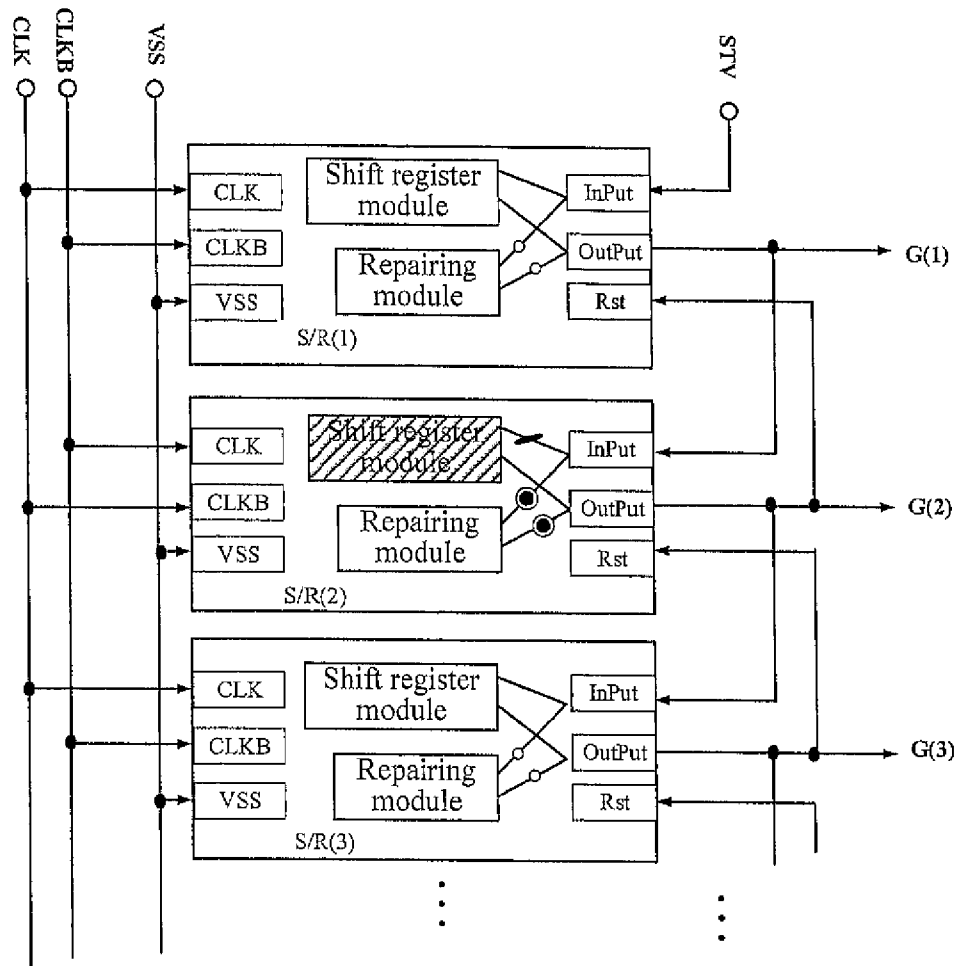 CLK
CLKB
VSS
STV
CLK
Shift register
module
InPut
CLKB
OutPut
G(1)
Repairing
module
VSS
Rst
S/R(1)
CLK
Shift register
module
InPut
CLKB
OutPut
G(2)
Repairing
module
VSS
Rst
S/R(2)
CLK
Shift register
module
InPut
CLKB
OutPut
G(3)
Repairing
module
VSS
Rst
S/R(3)